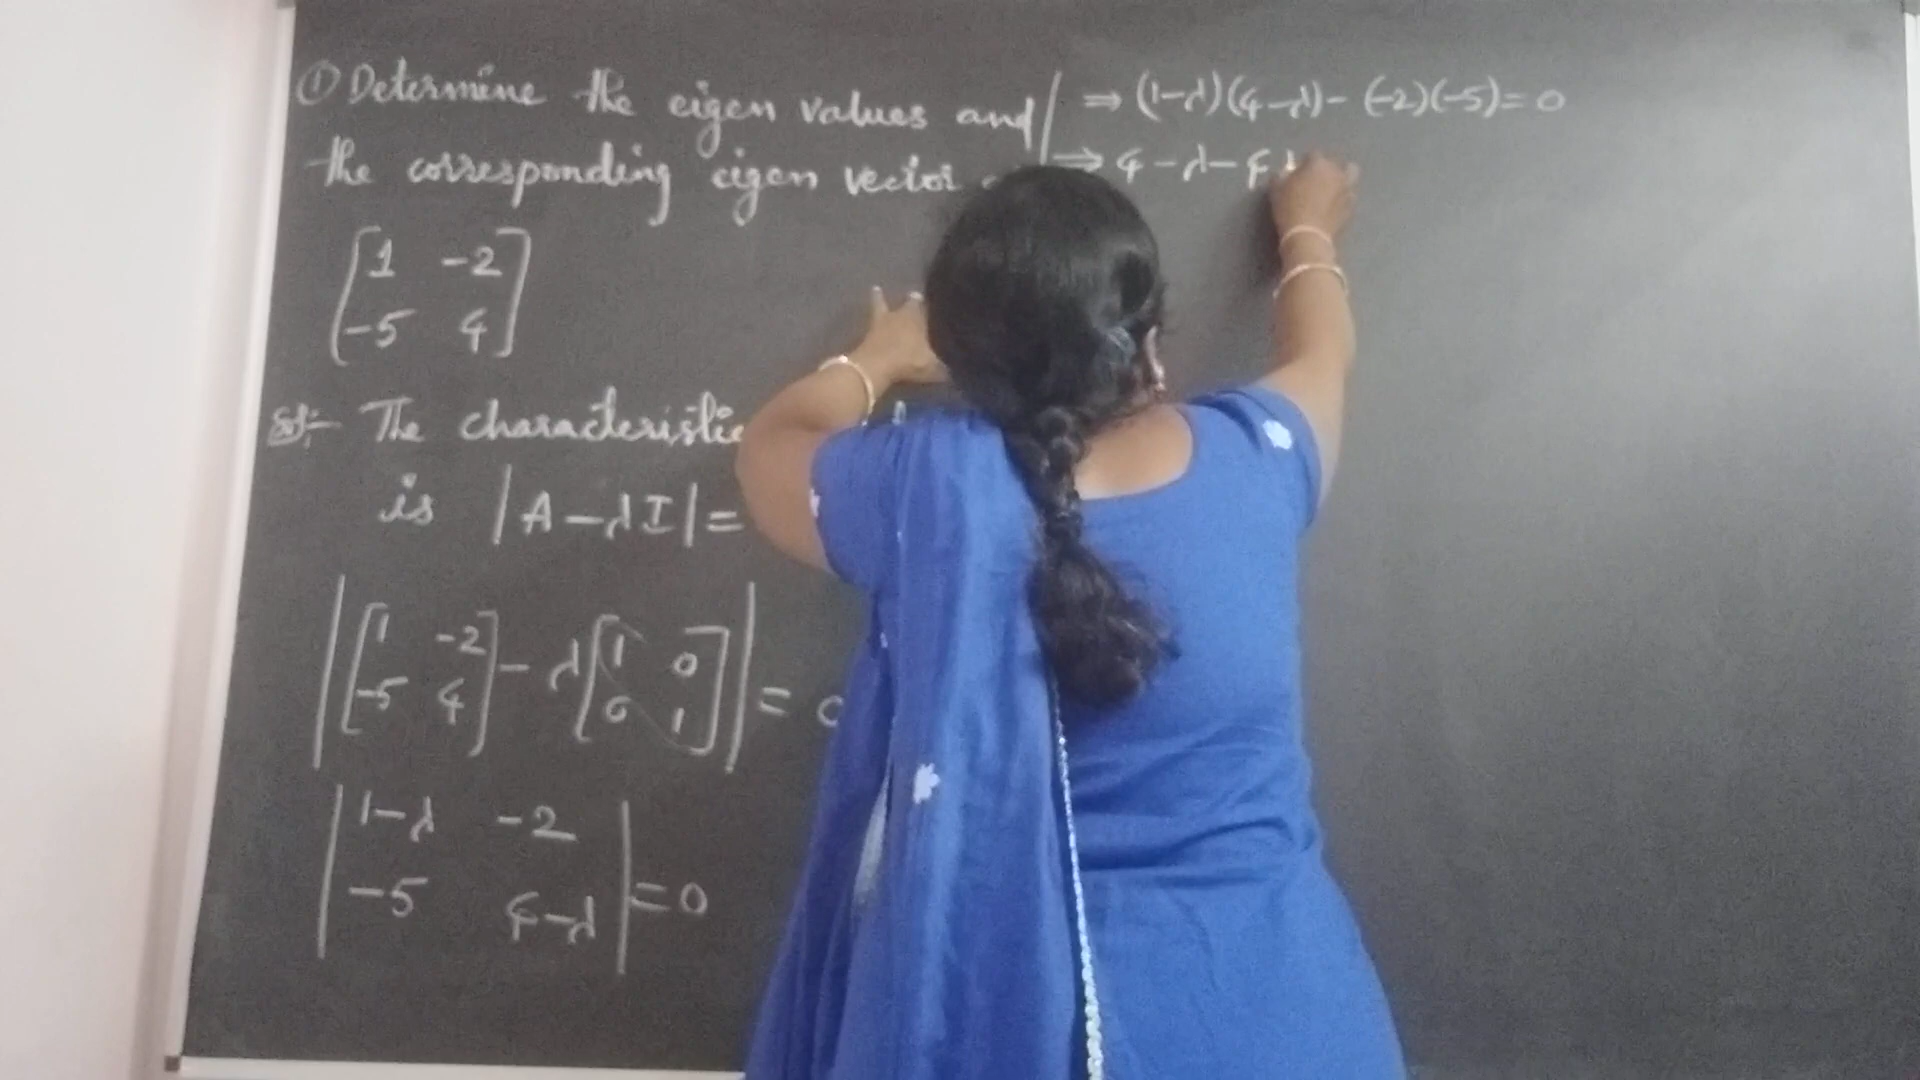 ① Determine the eigen values and
the corresponding eigen vector
[1 -2
-5 4]
Sol:- The characteristic
is |A-λI|=
|[1 -2
-5 4] - λ[1 0
0 1]| = 0
|1-λ -2
-5 4-λ|=0
⇒ (1-λ)(4-λ)- (-2)(-5)=0
⇒ 4-λ-4λ